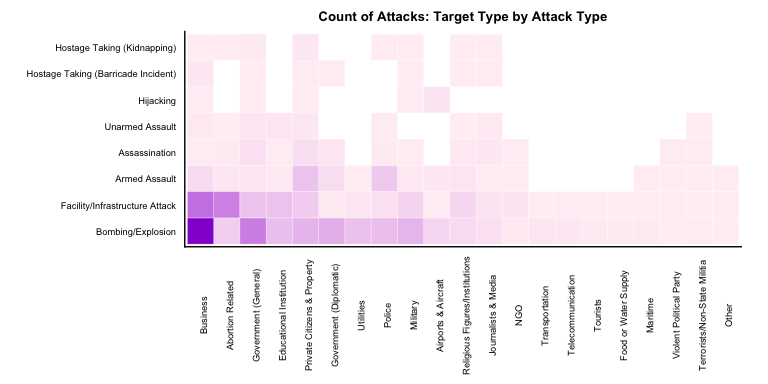 Count of Attacks: Target Type by Attack Type
Hostage Taking (Kidnapping)
Hostage Taking (Barricade Incident)
Hijacking
Unarmed Assault
Assassination
Armed Assault
Facility/Infrastructure Attack
Bombing/Explosion
Business
Abortion Related
Government (General)
Educational Institution
Private Citizens & Property
Government (Diplomatic)
Utilities
Police
Military
Airports & Aircraft
Religious Figures/Institutions
Journalists & Media
NGO
Transportation
Telecommunication
Tourists
Food or Water Supply
Maritime
Violent Political Party
Terrorists/Non-State Militia
Other